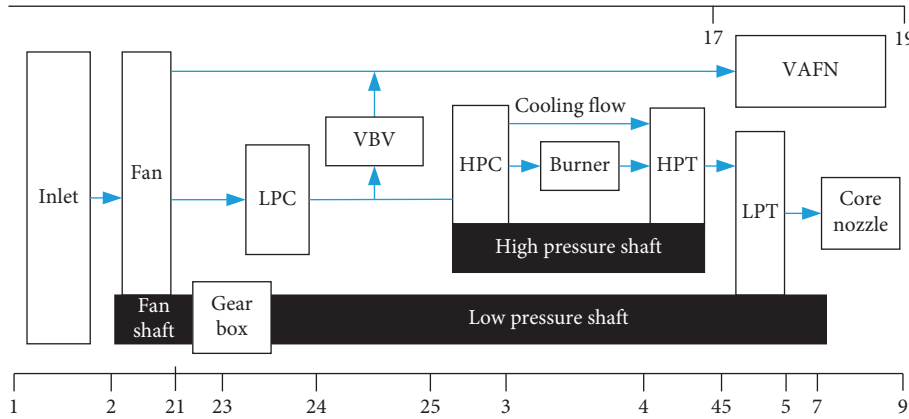 17 19
VAFN
Cooling flow
Fan
VBV
HPC
Burner
HPT
Inlet
LPC
LPT
Core
nozzle
High pressure shaft
Fan
shaft
Gear
box
Low pressure shaft
1 2 21 23 24 25 3 4 45 5 7 9